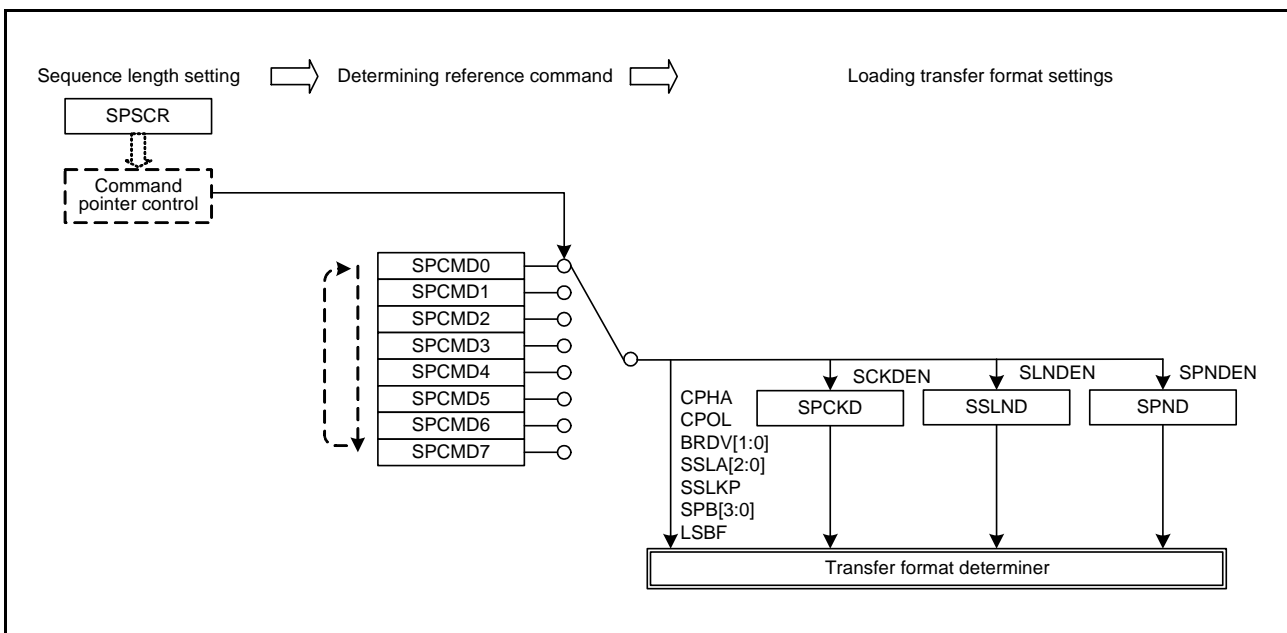 Sequence length setting
Determining reference command
Loading transfer format settings
SPSCR
Command
pointer control
SPCMD0
SPCMD1
SPCMD2
SPCMD3
SPCMD4
SPCMD5
SPCMD6
SPCMD7
CPHA
CPOL
BRDV[1:0]
SSLA[2:0]
SSLKP
SPB[3:0]
LSBF
SCKDEN
SPCKD
SLNDEN
SSLND
SPNDEN
SPND
Transfer format determiner